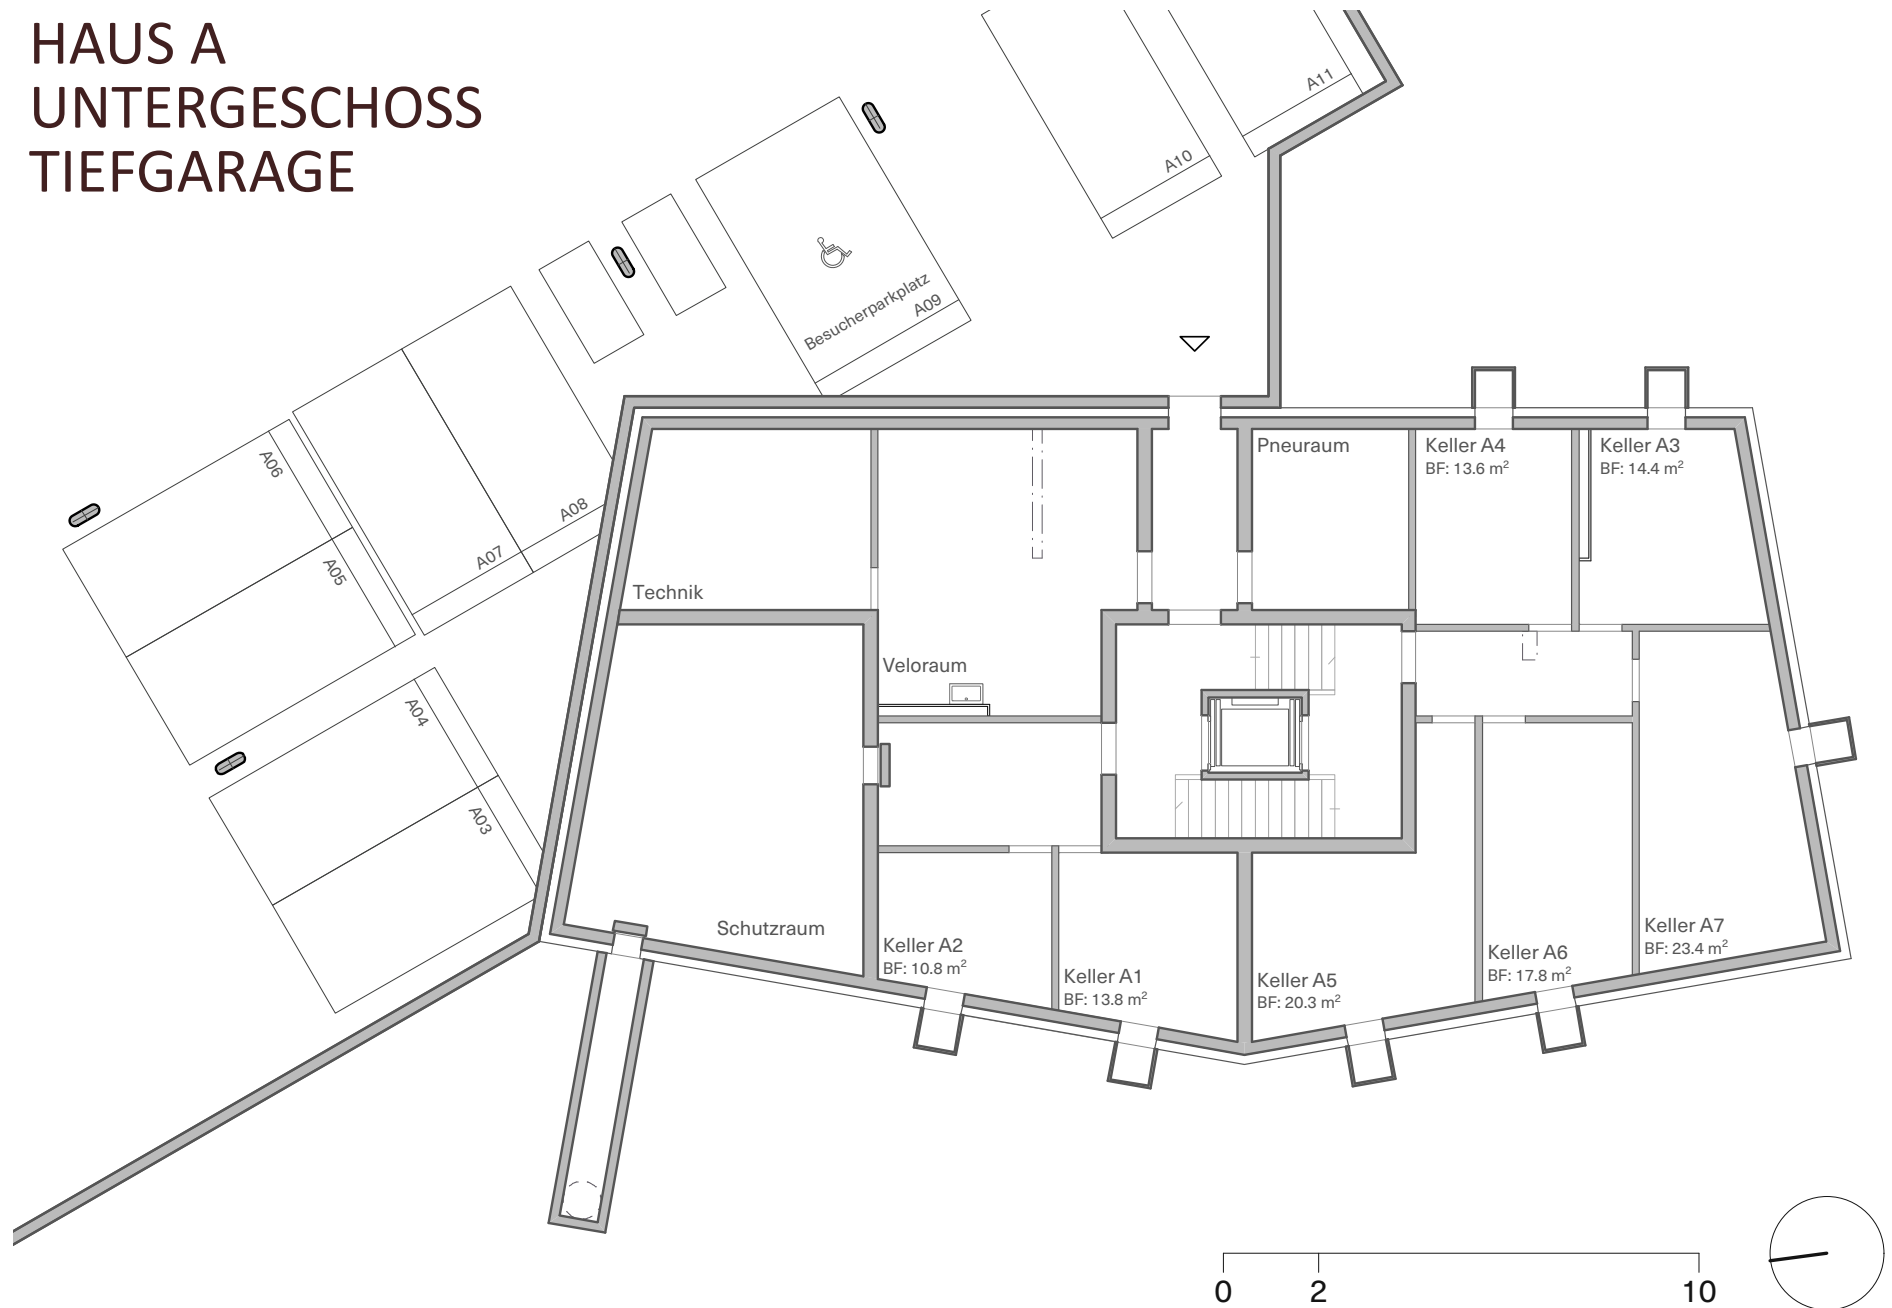 HAUS A
UNTERGESCHOSS
TIEFGARAGE
A11
A10
Besucherparkplatz
A09
A08
A07
A06
A05
A04
A03
Technik
Veloraum
Schutzraum
Pneuraum
Keller A4
BF: 13.6 m²
Keller A3
BF: 14.4 m²
Keller A2
BF: 10.8 m²
Keller A1
BF: 13.8 m²
Keller A5
BF: 20.3 m²
Keller A6
BF: 17.8 m²
Keller A7
BF: 23.4 m²
0 2 10